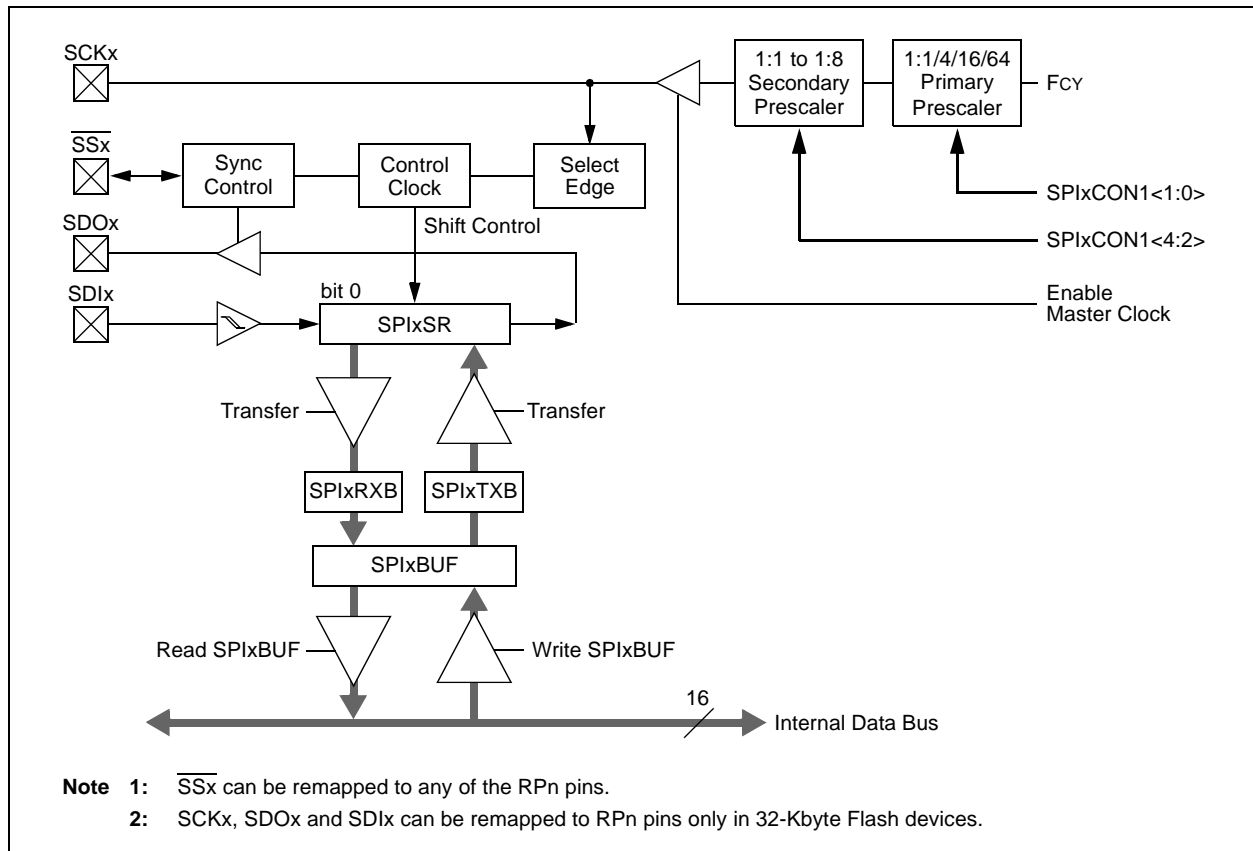 SCKx
1:1 to 1:8
Secondary
Prescaler
1:1/4/16/64
Primary
Prescaler
FCY
SSx
Sync
Control
Control
Clock
Select
Edge
SPIxCON1<1:0>
SDOx
Shift Control
SPIxCON1<4:2>
SDIx
bit 0
SPIxSR
Enable
Master Clock
Transfer
Transfer
SPIxRXB
SPIxTXB
SPIxBUF
Read SPIxBUF
Write SPIxBUF
16
Internal Data Bus
Note 1: SSx can be remapped to any of the RPn pins.
2: SCKx, SDOx and SDIx can be remapped to RPn pins only in 32-Kbyte Flash devices.